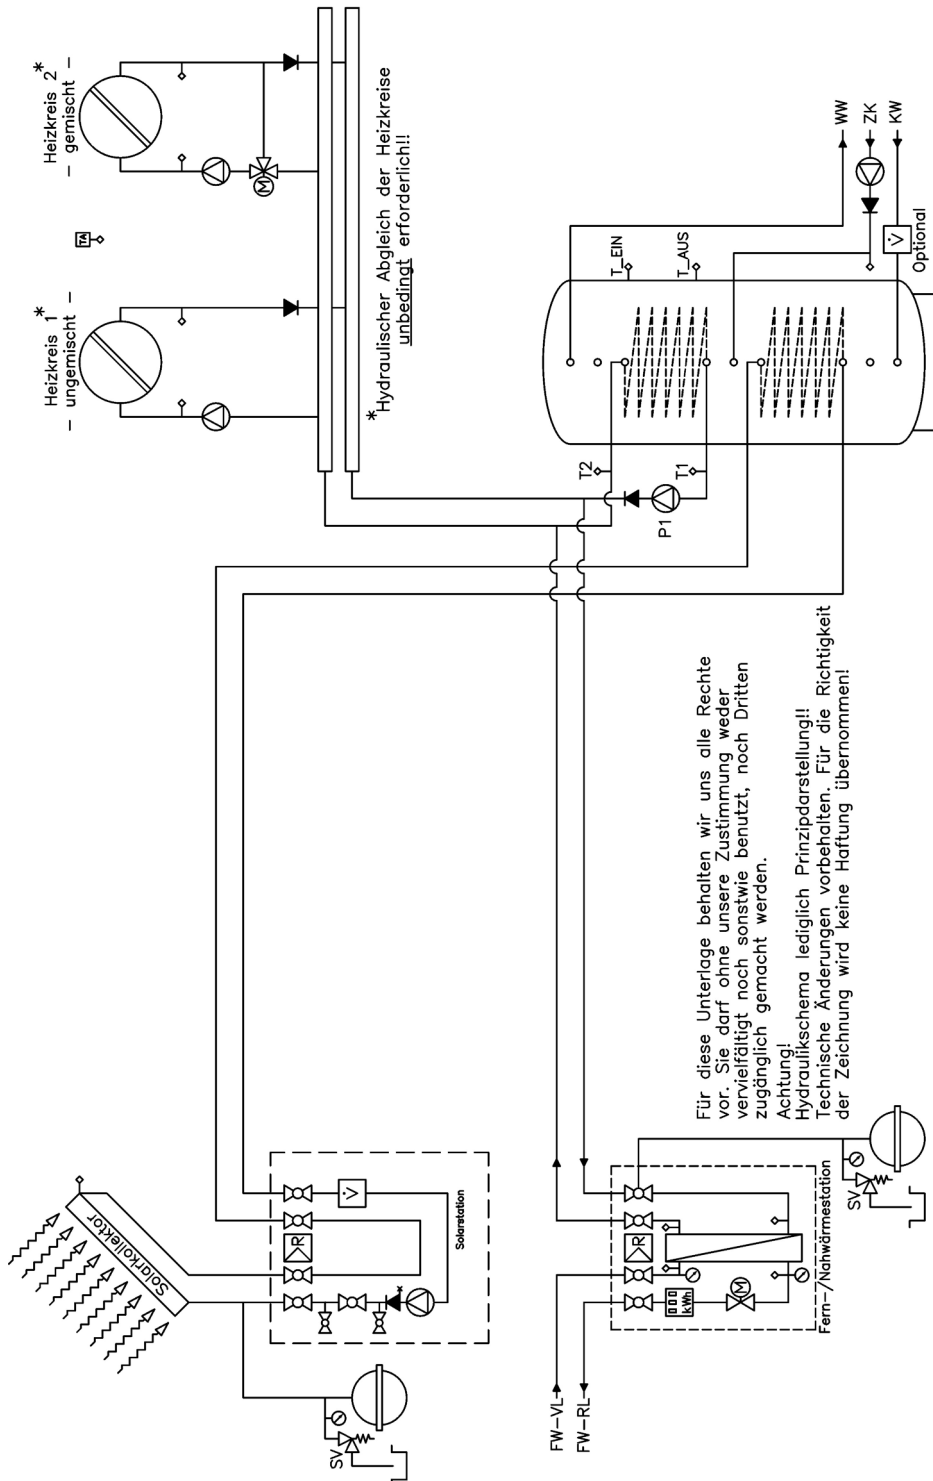 Solarkollektor
SV
R
V̇
Solarstation
FW-VL
FW-RL
kWh
M
R
Fern-/Nahwärmestation
SV
Für diese Unterlage behalten wir uns alle Rechte
vor. Sie darf ohne unsere Zustimmung weder
vervielfältigt noch sonstwie benutzt, noch Dritten
zugänglich gemacht werden.
Achtung!
Hydraulikschema lediglich Prinzipdarstellung!!
Technische Änderungen vorbehalten. Für die Richtigkeit
der Zeichnung wird keine Haftung übernommen!
Heizkreis 1*
- ungemischt -
TA
Heizkreis 2*
- gemischt -
M
*Hydraulischer Abgleich der Heizkreise
unbedingt erforderlich!!
T2
T1
P1
T_EIN
T_AUS
WW
ZK
KW
V̇
Optional